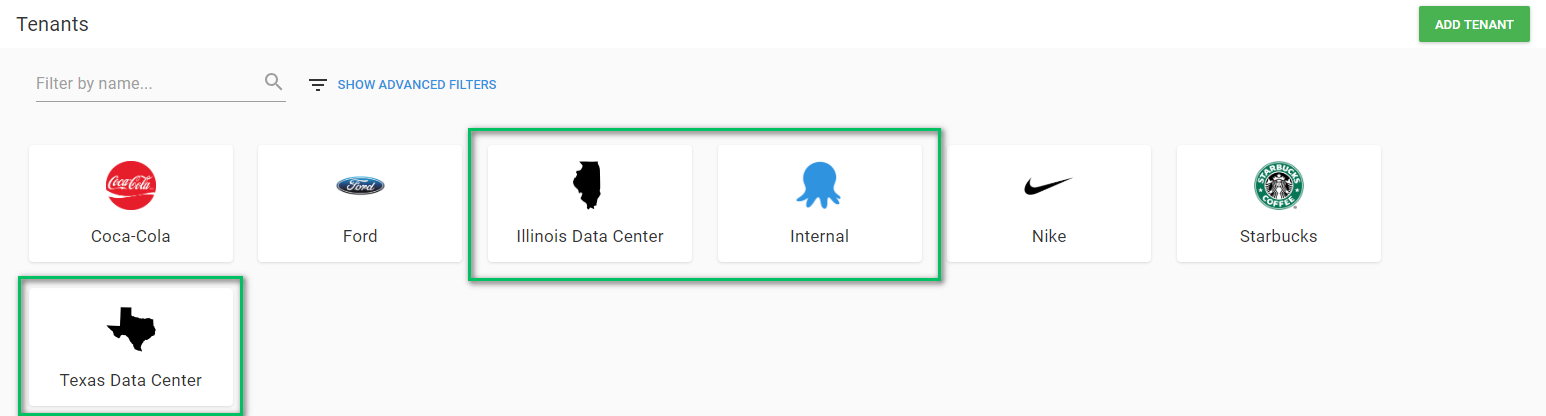 Tenants
ADD TENANT
Filter by name...
SHOW ADVANCED FILTERS
Coca-Cola
Ford
STARBUCKS
COFFEE
Coca-Cola
Ford
Illinois Data Center
Internal
Nike
Starbucks
Texas Data Center